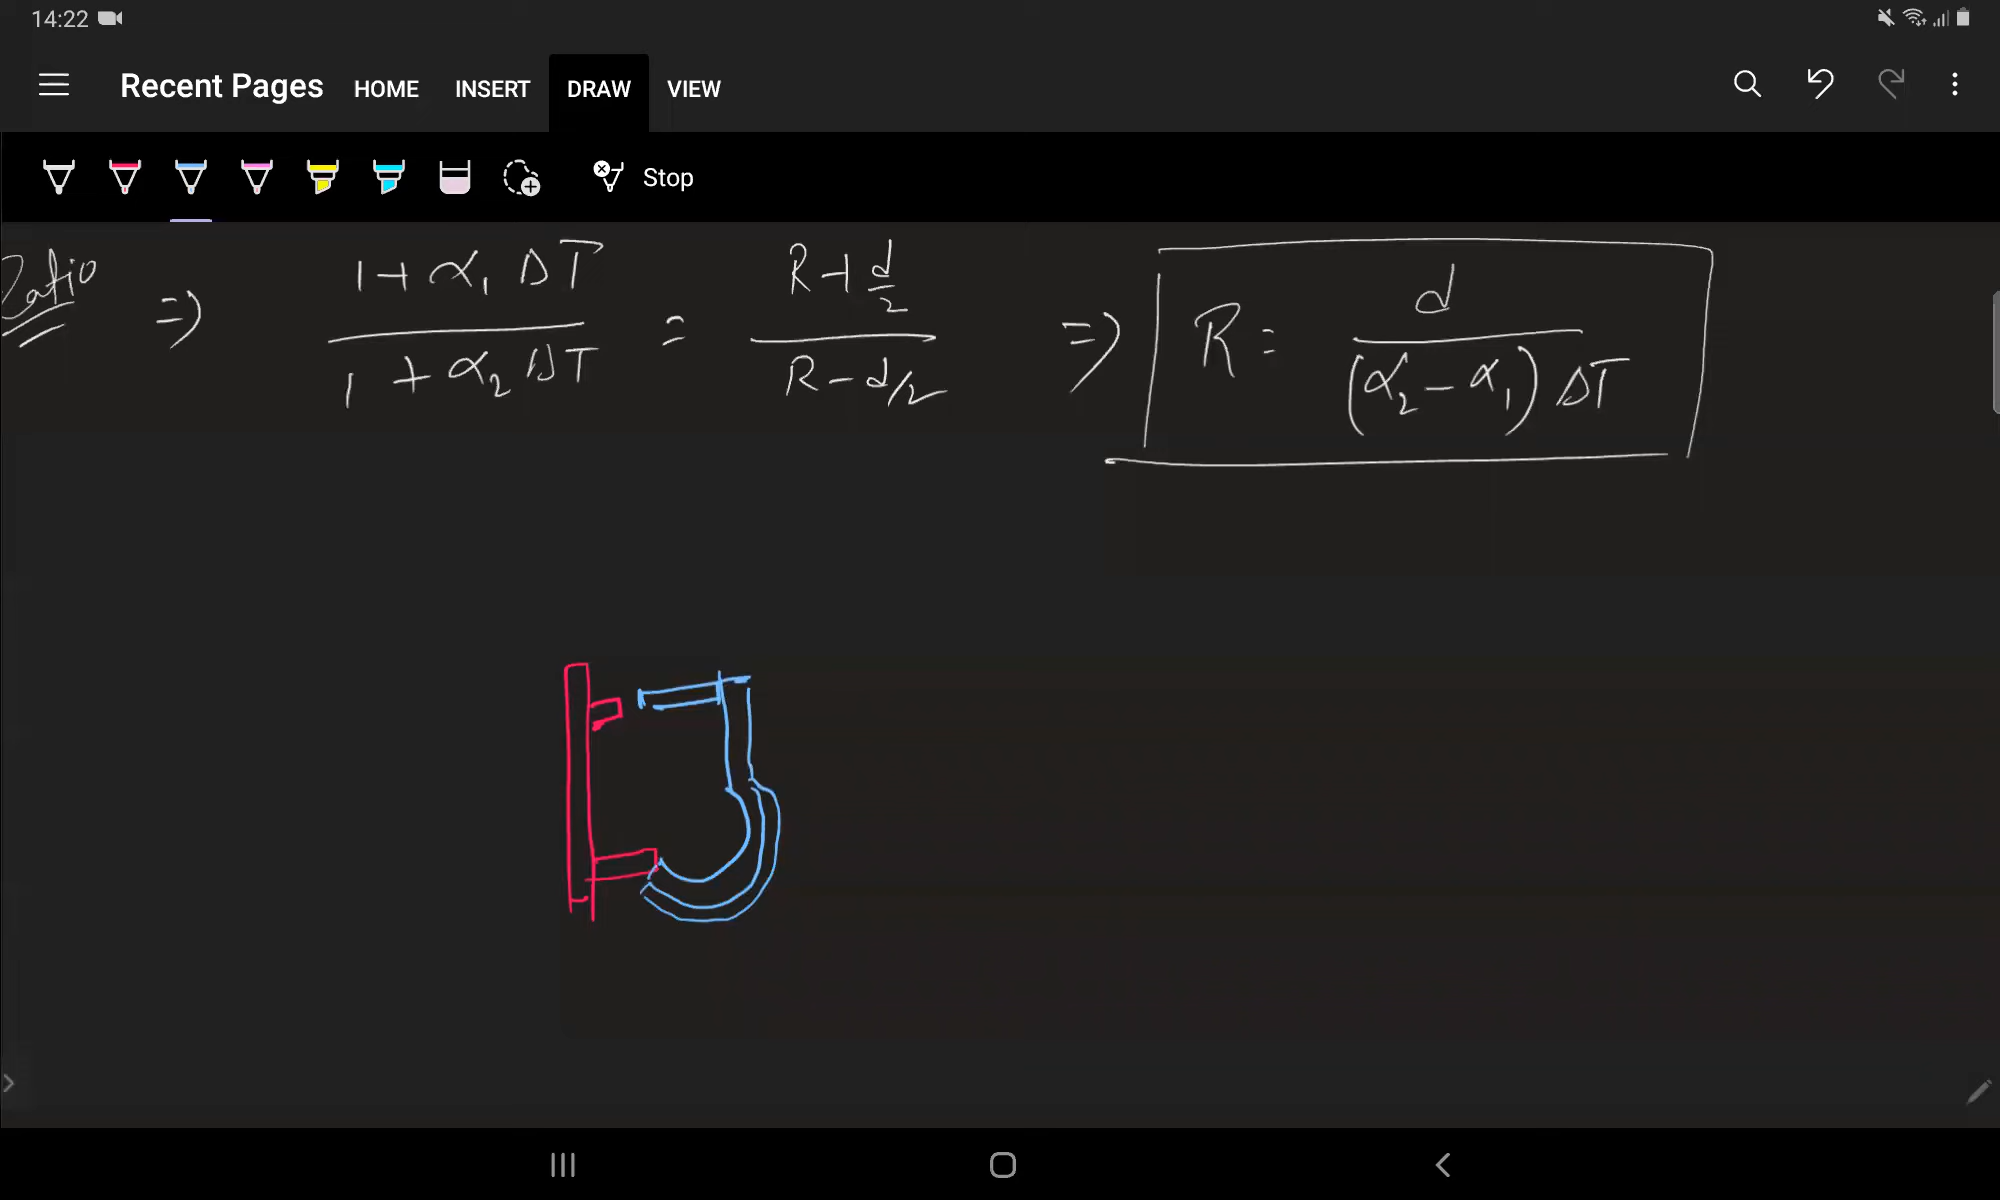 14:22
Recent Pages HOME INSERT DRAW VIEW
Stop
Ratio ⇒ (1 + α₁ ΔT) / (1 + α₂ ΔT) = (R + d/2) / (R - d/2) ⇒ R = d / ((α₂ - α₁) ΔT)